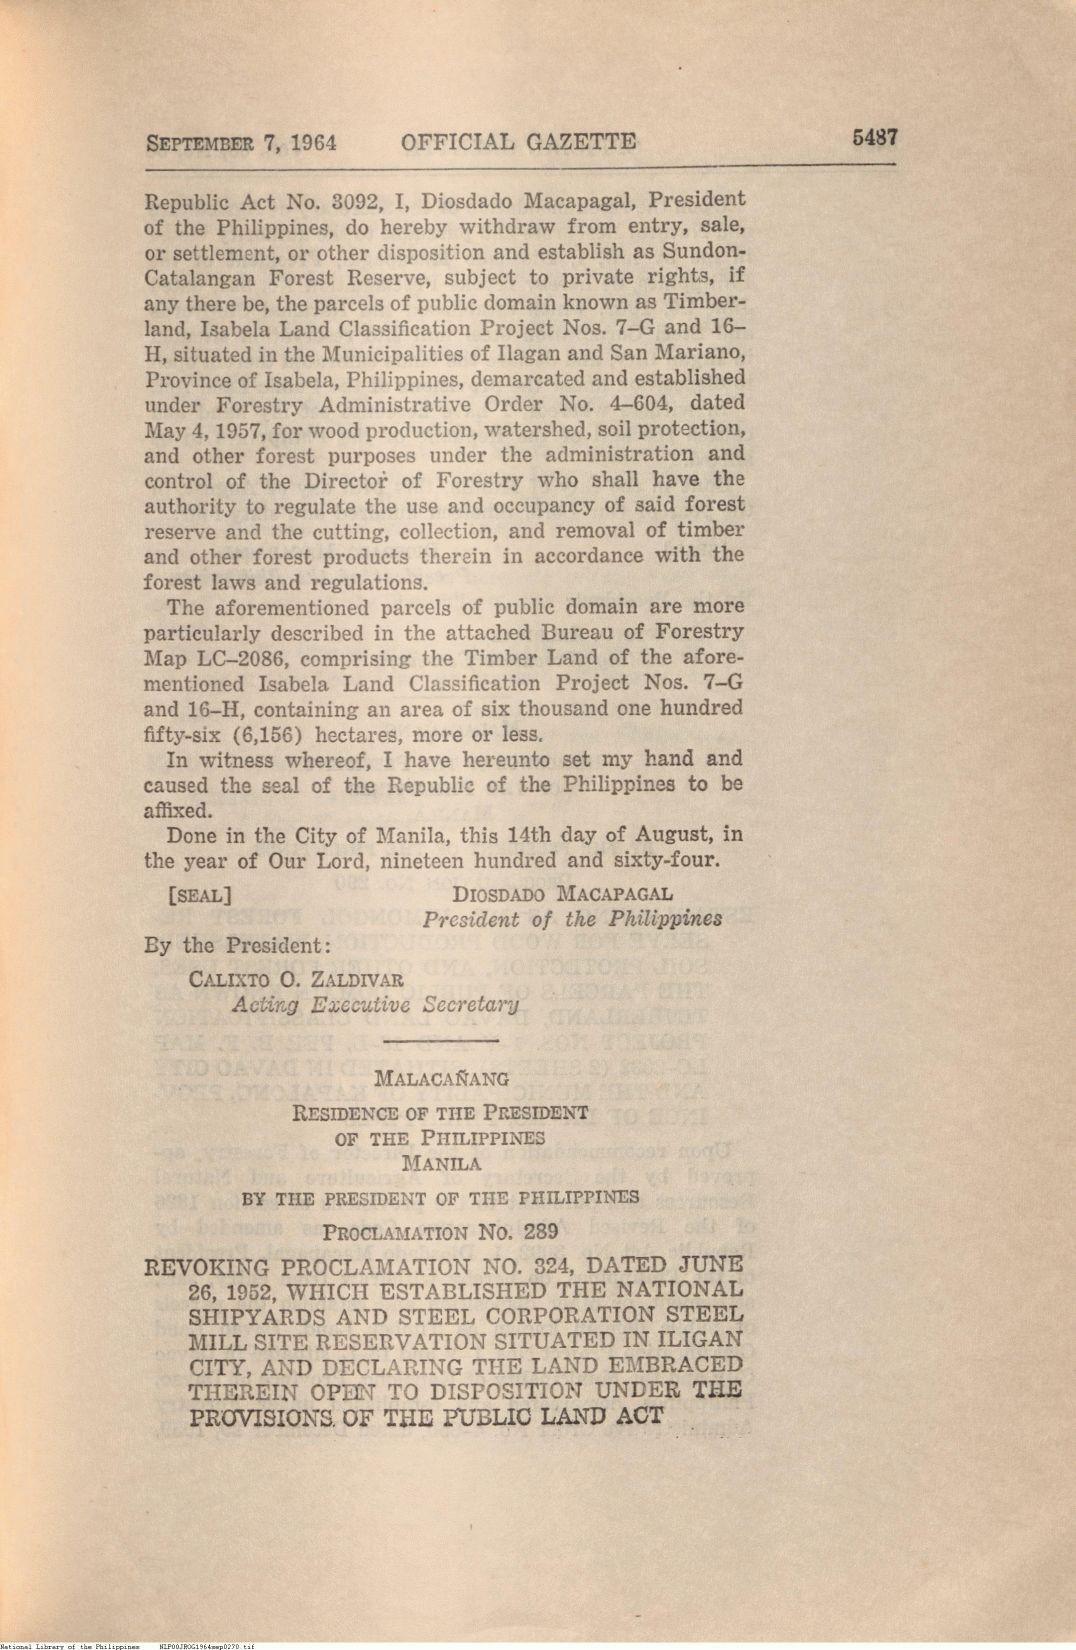 SEPTEMBER 7, 1964 OFFICIAL GAZETTE 5487
Republic Act No. 3092, I, Diosdado Macapagal, President
of the Philippines, do hereby withdraw from entry, sale,
or settlement, or other disposition and establish as Sundon-
Catalangan Forest Reserve, subject to private rights, if
any there be, the parcels of public domain known as Timber-
land, Isabela Land Classification Project Nos. 7–G and 16–
H, situated in the Municipalities of Ilagan and San Mariano,
Province of Isabela, Philippines, demarcated and established
under Forestry Administrative Order No. 4–604, dated
May 4, 1957, for wood production, watershed, soil protection,
and other forest purposes under the administration and
control of the Director of Forestry who shall have the
authority to regulate the use and occupancy of said forest
reserve and the cutting, collection, and removal of timber
and other forest products therein in accordance with the
forest laws and regulations.
The aforementioned parcels of public domain are more
particularly described in the attached Bureau of Forestry
Map LC–2086, comprising the Timber Land of the afore-
mentioned Isabela Land Classification Project Nos. 7–G
and 16–H, containing an area of six thousand one hundred
fifty-six (6,156) hectares, more or less.
In witness whereof, I have hereunto set my hand and
caused the seal of the Republic of the Philippines to be
affixed.
Done in the City of Manila, this 14th day of August, in
the year of Our Lord, nineteen hundred and sixty-four.
[SEAL] DIOSDADO MACAPAGAL
President of the Philippines
By the President:
CALIXTO O. ZALDIVAR
Acting Executive Secretary
MALACAÑANG
RESIDENCE OF THE PRESIDENT
OF THE PHILIPPINES
MANILA
BY THE PRESIDENT OF THE PHILIPPINES
PROCLAMATION NO. 289
REVOKING PROCLAMATION NO. 324, DATED JUNE
26, 1952, WHICH ESTABLISHED THE NATIONAL
SHIPYARDS AND STEEL CORPORATION STEEL
MILL SITE RESERVATION SITUATED IN ILIGAN
CITY, AND DECLARING THE LAND EMBRACED
THEREIN OPEN TO DISPOSITION UNDER THE
PROVISIONS OF THE PUBLIC LAND ACT
National Library of the Philippines NLP00JROG1964sep0270.tif